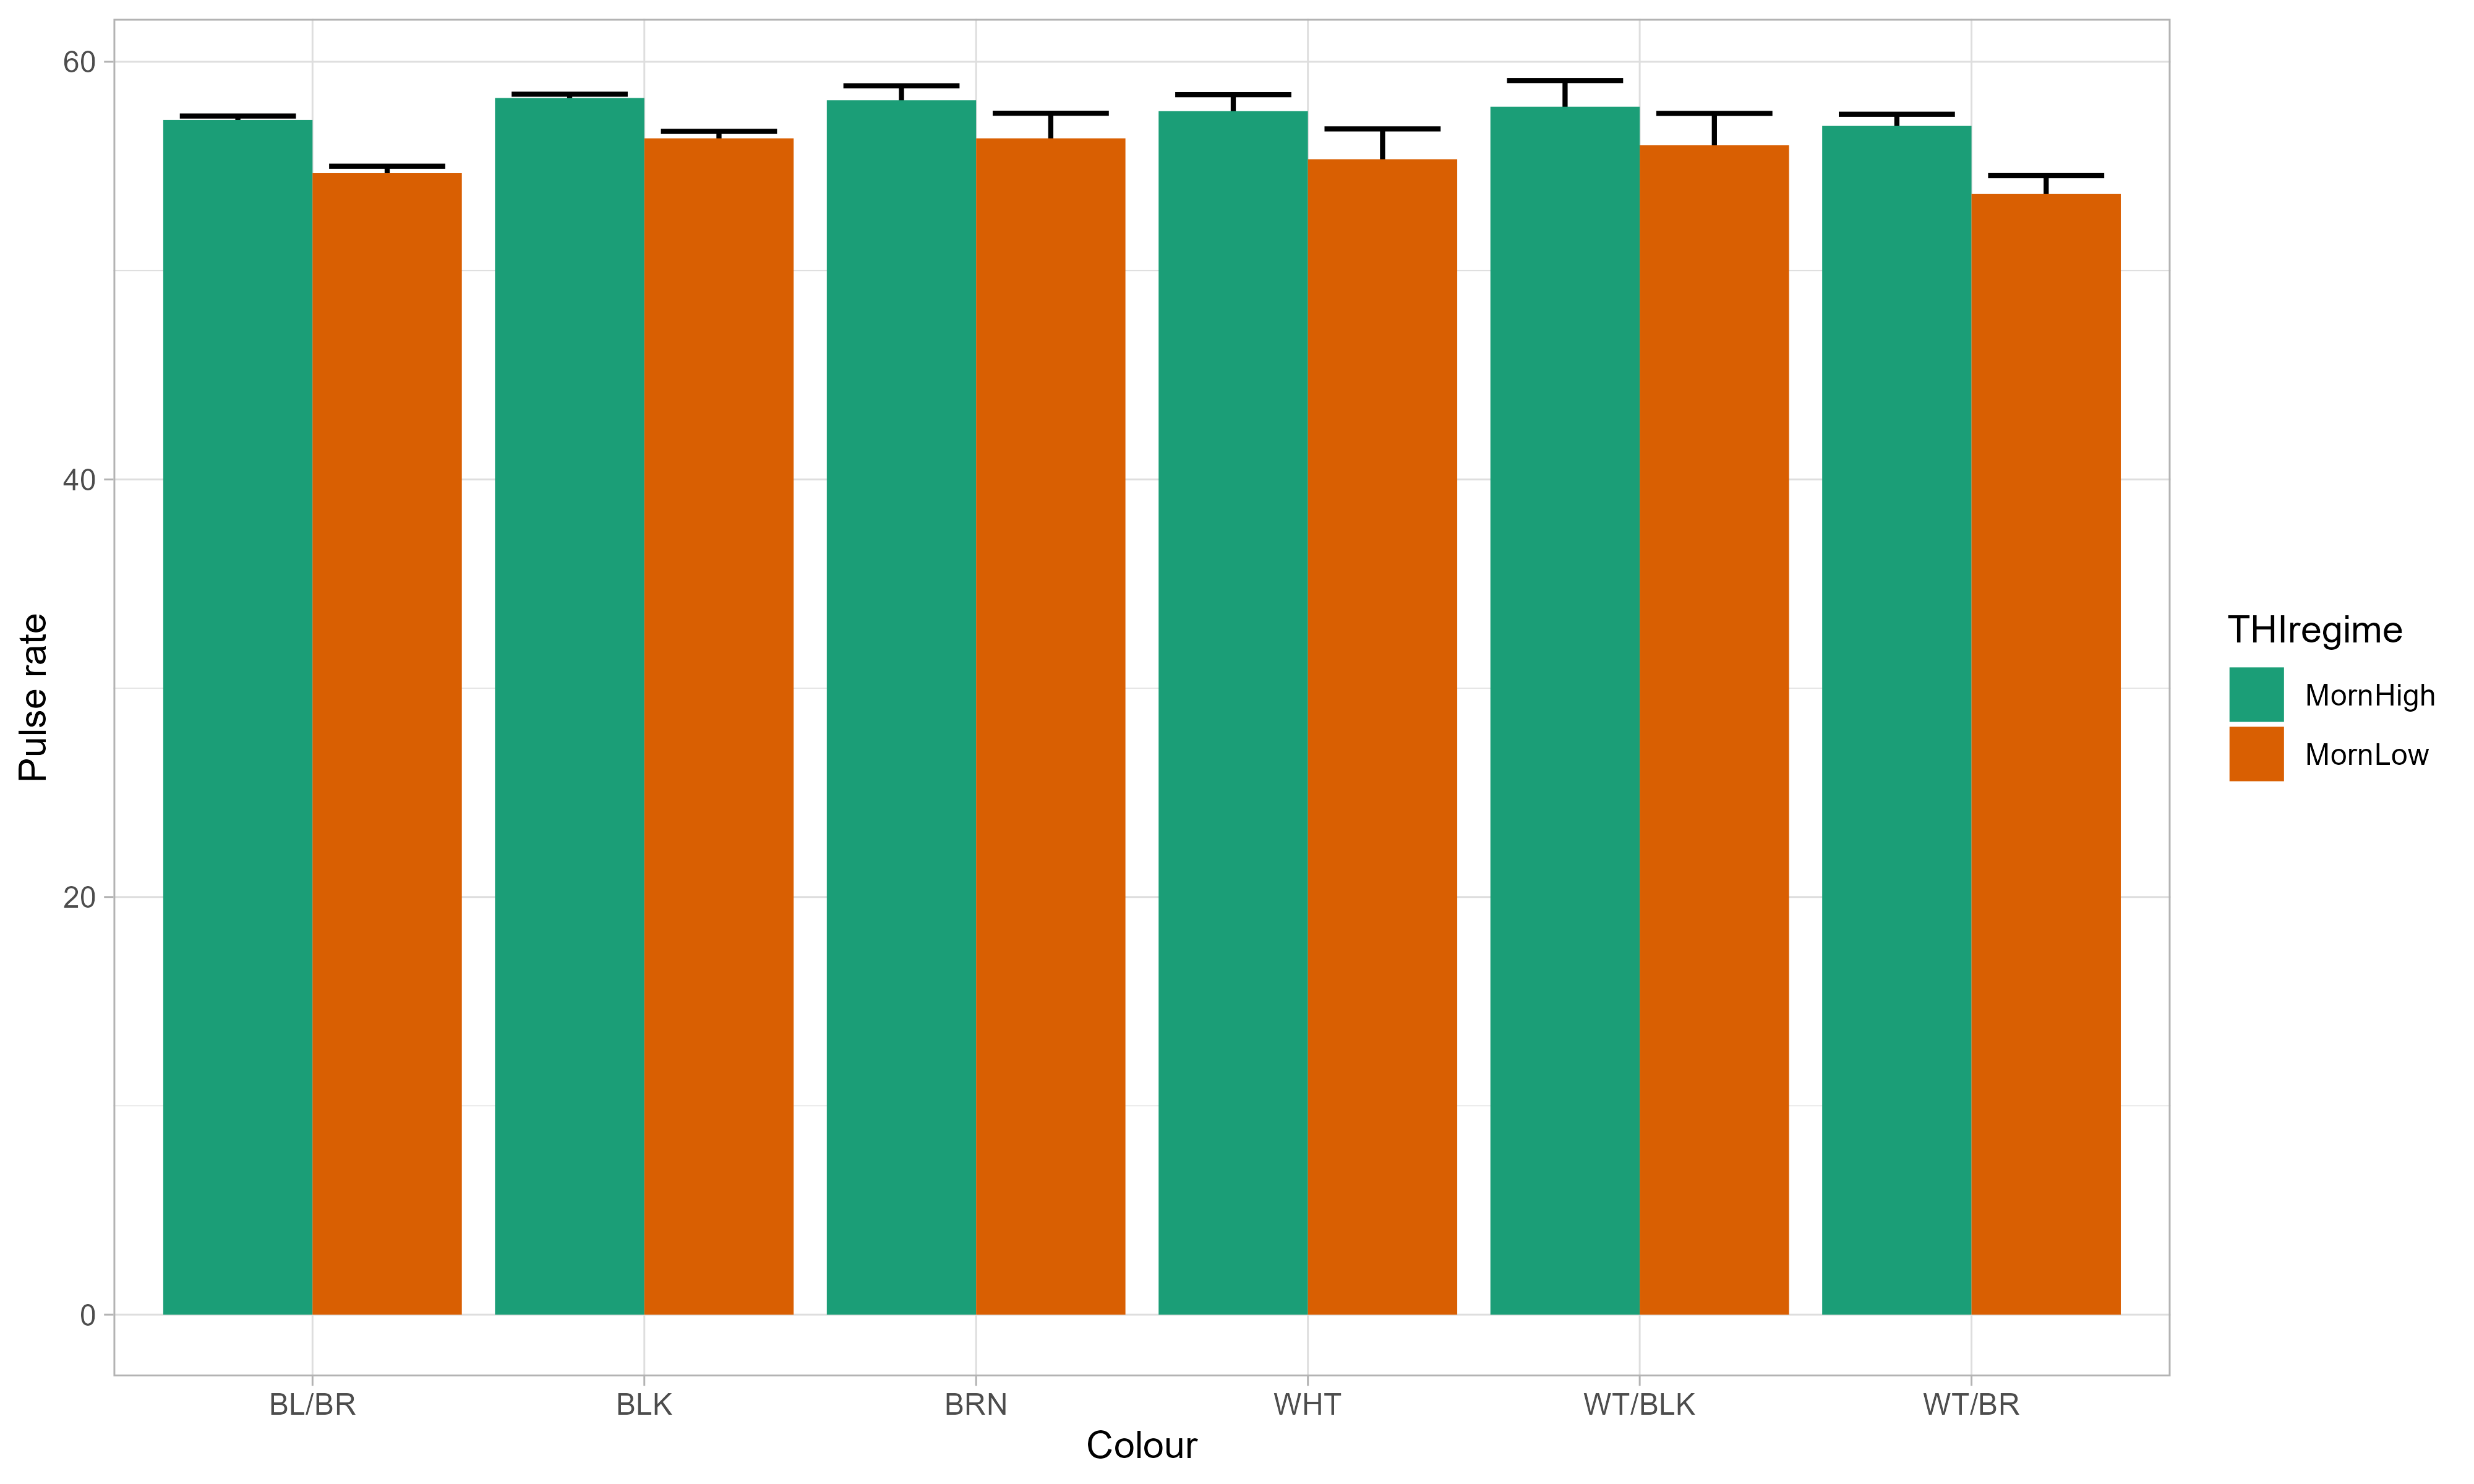 60
40
20
0
Pulse rate
BL/BR BLK BRN WHT WT/BLK WT/BR
Colour
THIregime
MornHigh
MornLow